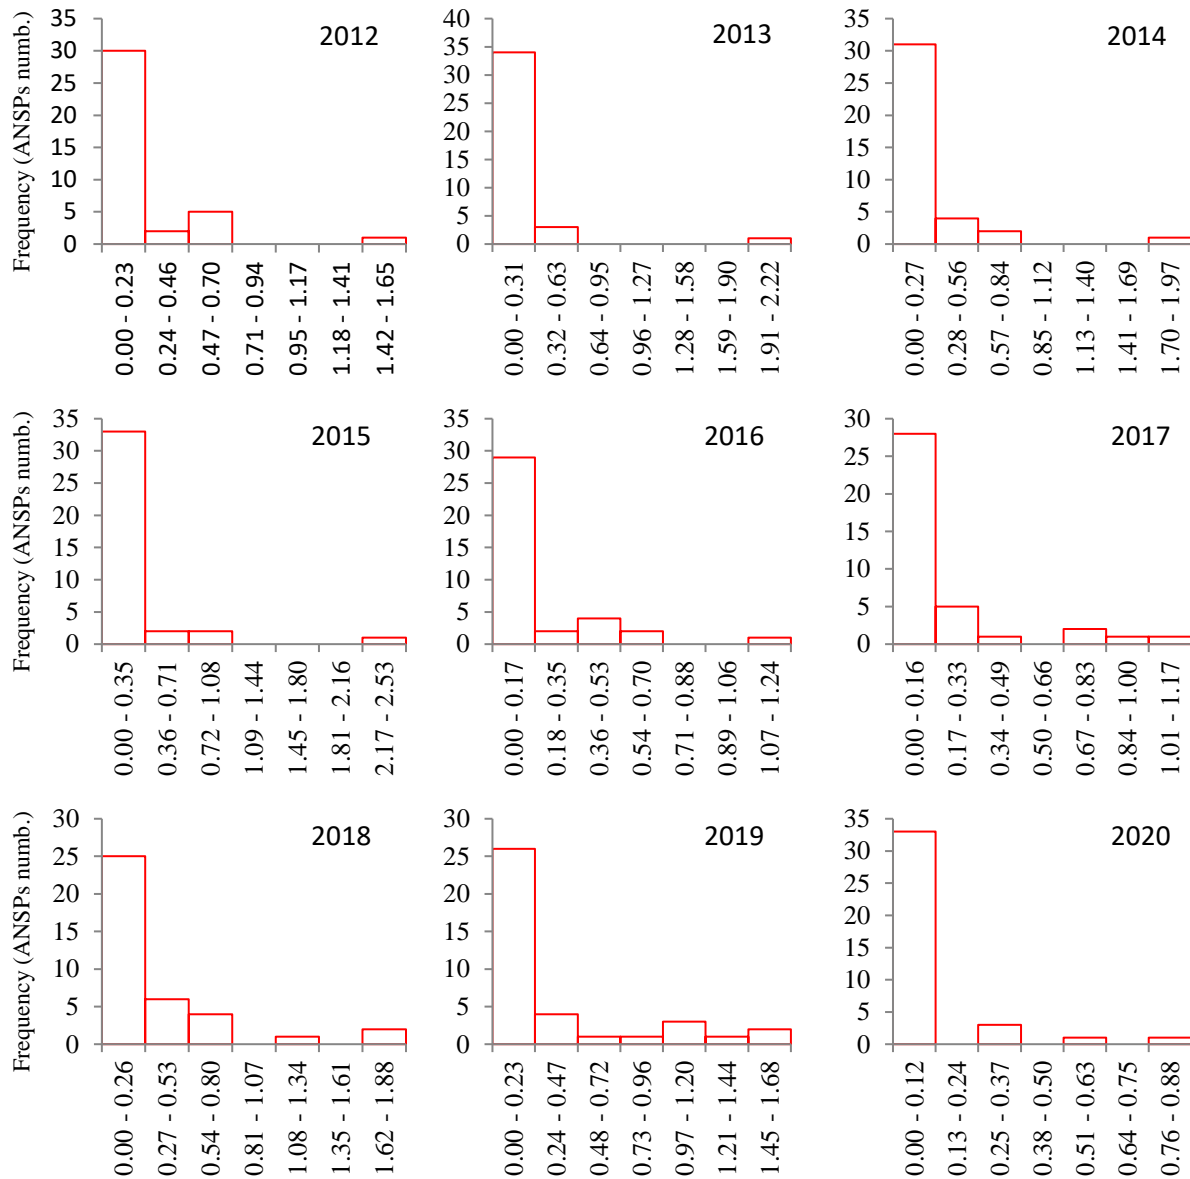 Frequency (ANSPs numb.)
2012
35
30
25
20
15
10
5
0
0.00 - 0.23
0.24 - 0.46
0.47 - 0.70
0.71 - 0.94
0.95 - 1.17
1.18 - 1.41
1.42 - 1.65
2013
40
35
30
25
20
15
10
5
0
0.00 - 0.31
0.32 - 0.63
0.64 - 0.95
0.96 - 1.27
1.28 - 1.58
1.59 - 1.90
1.91 - 2.22
2014
35
30
25
20
15
10
5
0
0.00 - 0.27
0.28 - 0.56
0.57 - 0.84
0.85 - 1.12
1.13 - 1.40
1.41 - 1.69
1.70 - 1.97
Frequency (ANSPs numb.)
2015
35
30
25
20
15
10
5
0
0.00 - 0.35
0.36 - 0.71
0.72 - 1.08
1.09 - 1.44
1.45 - 1.80
1.81 - 2.16
2.17 - 2.53
2016
35
30
25
20
15
10
5
0
0.00 - 0.17
0.18 - 0.35
0.36 - 0.53
0.54 - 0.70
0.71 - 0.88
0.89 - 1.06
1.07 - 1.24
2017
30
25
20
15
10
5
0
0.00 - 0.16
0.17 - 0.33
0.34 - 0.49
0.50 - 0.66
0.67 - 0.83
0.84 - 1.00
1.01 - 1.17
Frequency (ANSPs numb.)
2018
30
25
20
15
10
5
0
0.00 - 0.26
0.27 - 0.53
0.54 - 0.80
0.81 - 1.07
1.08 - 1.34
1.35 - 1.61
1.62 - 1.88
2019
30
25
20
15
10
5
0
0.00 - 0.23
0.24 - 0.47
0.48 - 0.72
0.73 - 0.96
0.97 - 1.20
1.21 - 1.44
1.45 - 1.68
2020
35
30
25
20
15
10
5
0
0.00 - 0.12
0.13 - 0.24
0.25 - 0.37
0.38 - 0.50
0.51 - 0.63
0.64 - 0.75
0.76 - 0.88